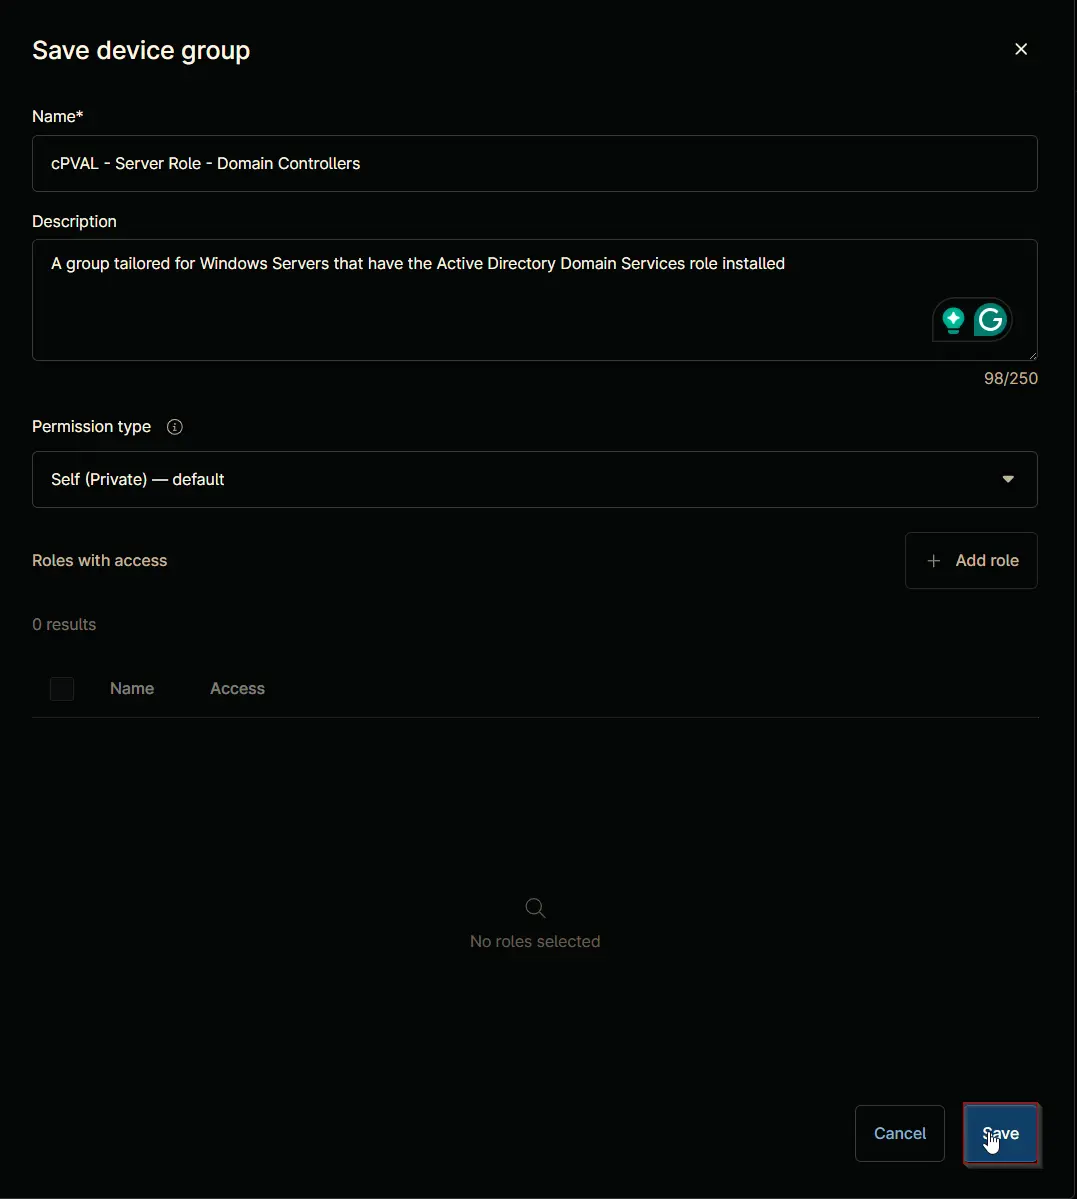 Save device group
Name*
cPVAL - Server Role - Domain Controllers
Description
A group tailored for Windows Servers that have the Active Directory Domain Services role installed
98/250
Permission type
Self (Private) — default
Roles with access
Add role
0 results
Name Access
No roles selected
Cancel Save